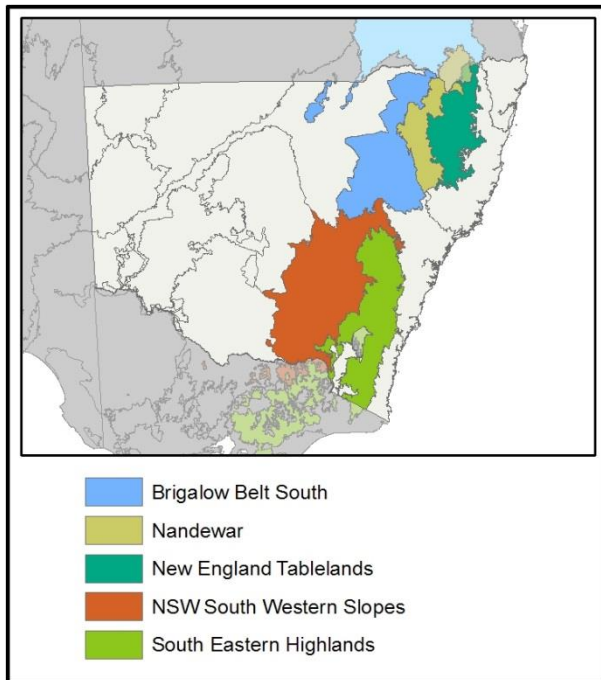 Brigalow Belt South
Nandewar
New England Tablelands
NSW South Western Slopes
South Eastern Highlands